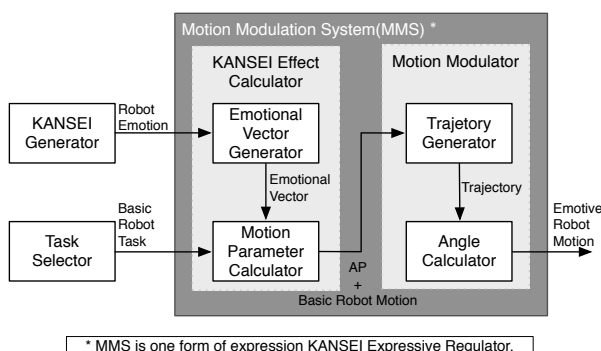 Motion Modulation System(MMS) *
KANSEI Effect
Calculator
Motion Modulator
KANSEI
Generator
Robot
Emotion
Emotional
Vector
Generator
Trajetory
Generator
Emotional
Vector
Trajectory
Task
Selector
Basic
Robot
Task
Motion
Parameter
Calculator
AP
+
Basic Robot Motion
Angle
Calculator
Emotive
Robot
Motion
* MMS is one form of expression KANSEI Expressive Regulator.